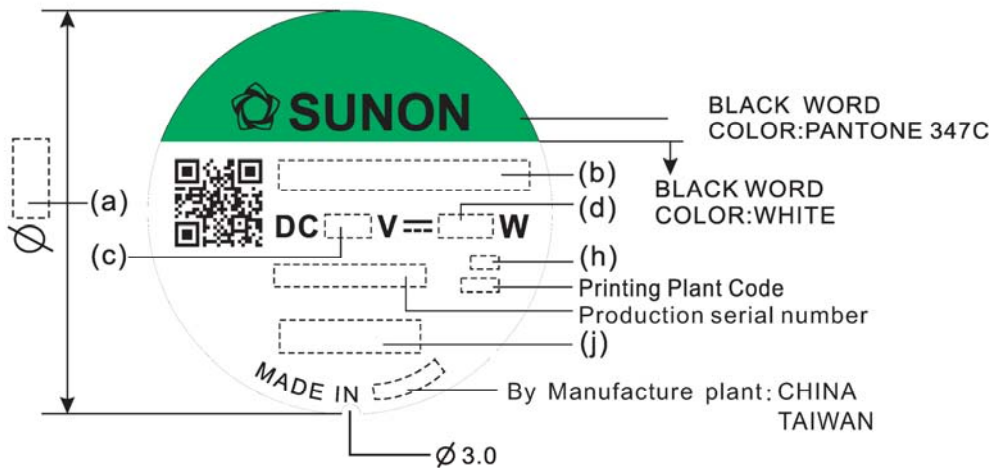 SUNON
BLACK WORD
COLOR:PANTONE 347C
(a)
(b)
BLACK WORD
COLOR:WHITE
DC V W
(d)
Ø
(c)
(h)
Printing Plant Code
Production serial number
(j)
MADE IN
By Manufacture plant: CHINA
TAIWAN
Ø 3.0